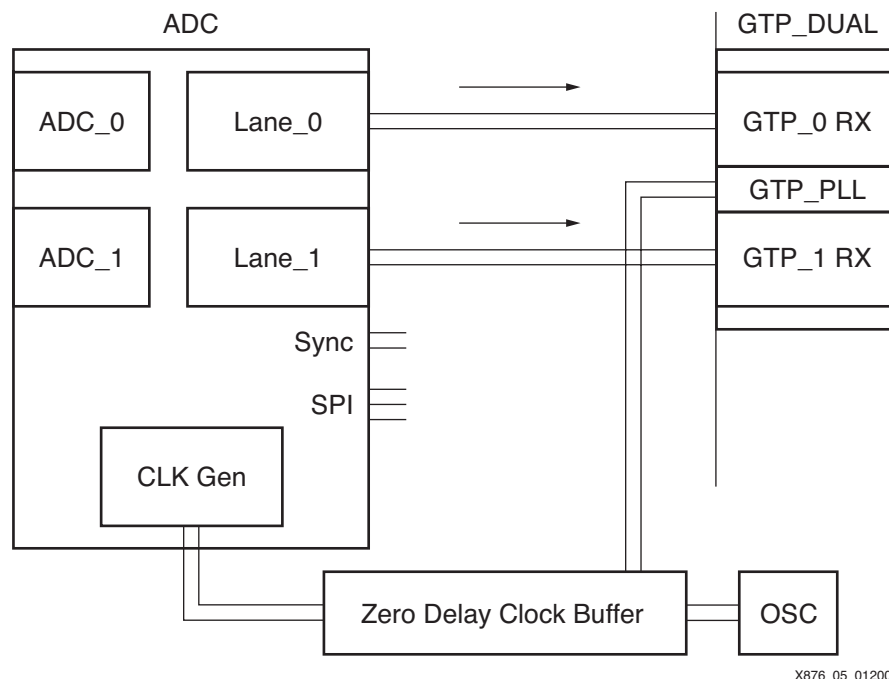 ADC
GTP_DUAL
ADC_0
Lane_0
GTP_0 RX
GTP_PLL
ADC_1
Lane_1
GTP_1 RX
Sync
SPI
CLK Gen
Zero Delay Clock Buffer
OSC
X876_05_01200